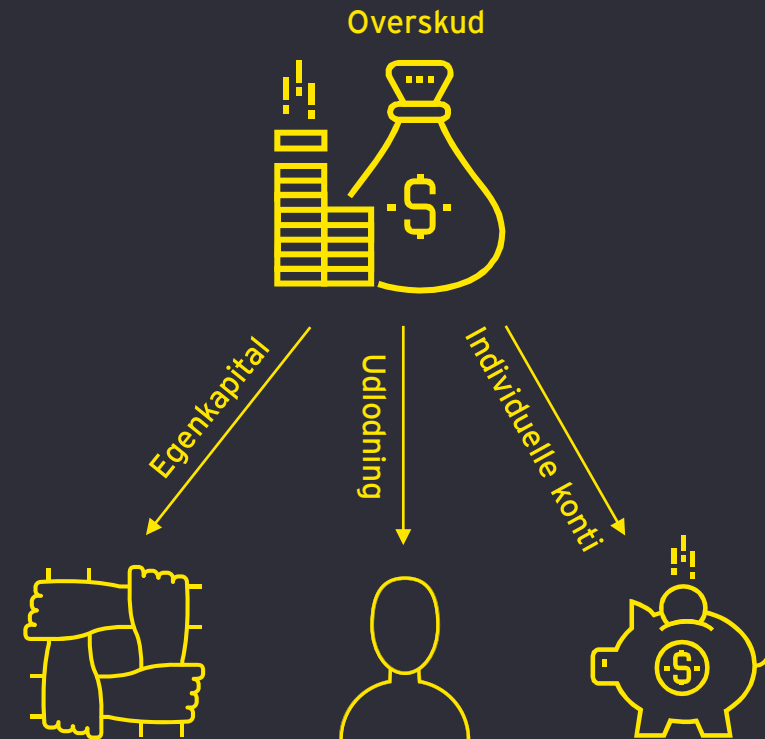 Overskud
Egenkapital
Udlodning
Individuelle konti
$
$